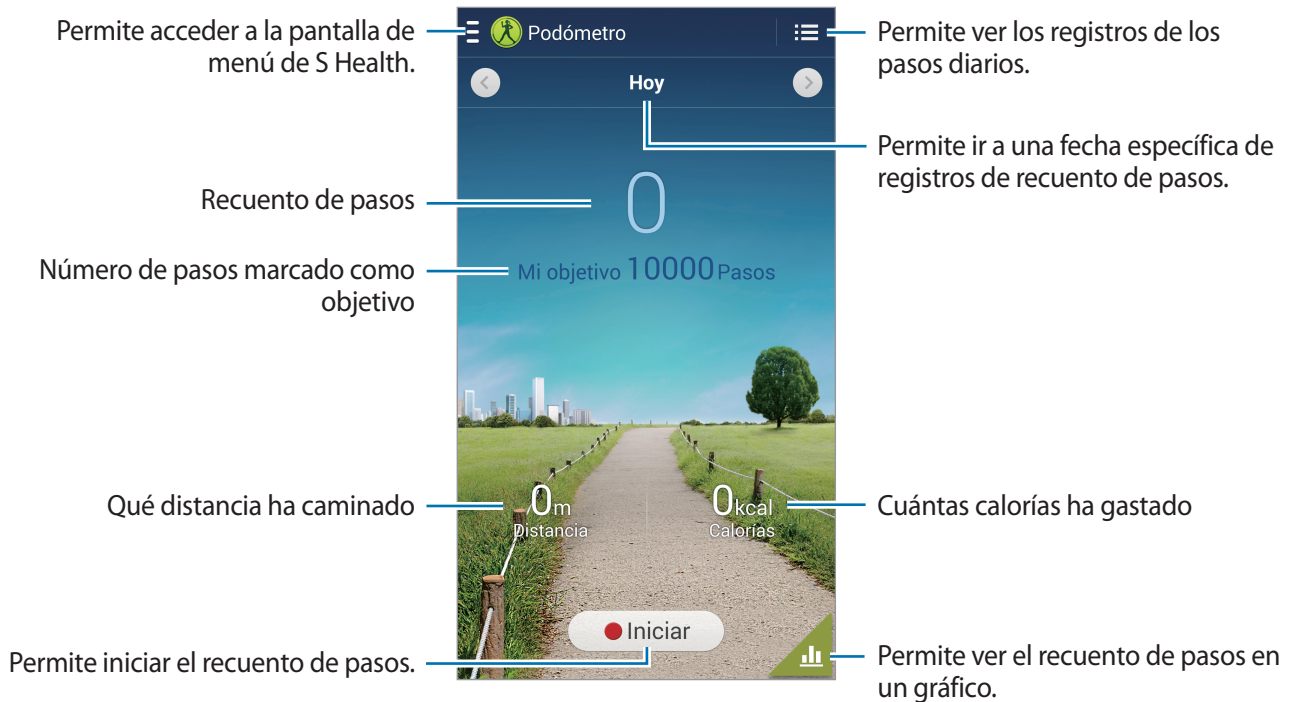 Permite acceder a la pantalla de
menú de S Health.
Podómetro
Permite ver los registros de los
pasos diarios.
Hoy
Permite ir a una fecha específica de
registros de recuento de pasos.
Recuento de pasos
0
Número de pasos marcado como
objetivo
Mi objetivo 10000 Pasos
Qué distancia ha caminado
0 m
Distancia
0 kcal
Calorías
Cuántas calorías ha gastado
Permite iniciar el recuento de pasos.
Iniciar
Permite ver el recuento de pasos en
un gráfico.